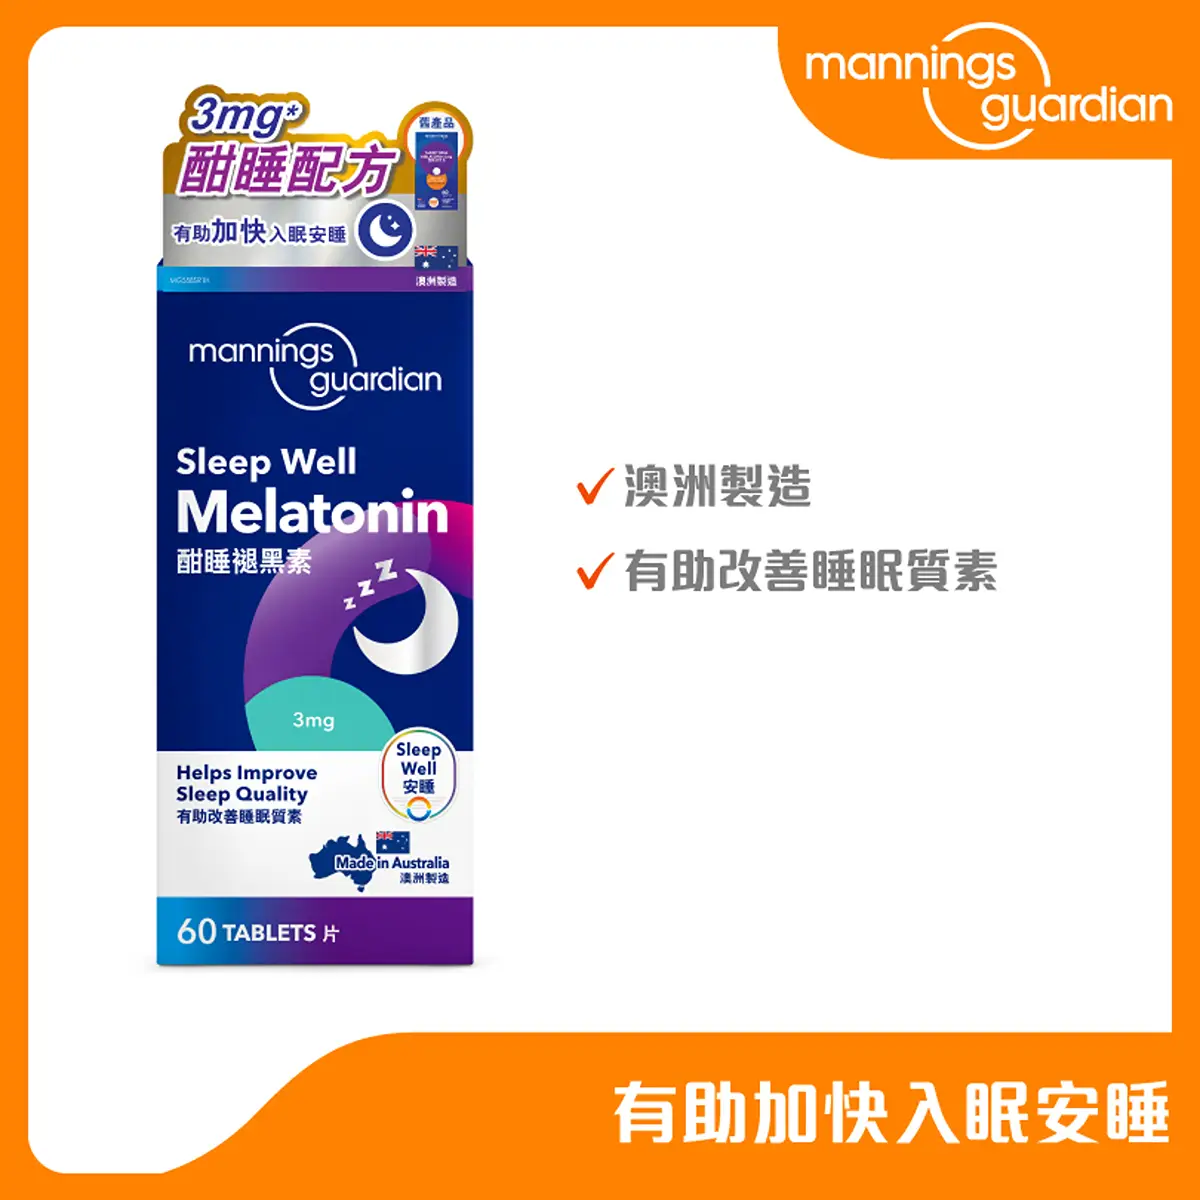 mannings
guardian
3mg*
酣睡配方
有助加快入眠安睡
舊產品
澳洲製造
mannings
guardian
Sleep Well
Melatonin
酣睡褪黑素
z z z
3mg
Helps Improve
Sleep Quality
有助改善睡眠質素
Sleep
Well
安睡
Made in Australia
澳洲製造
60 TABLETS 片
澳洲製造
有助改善睡眠質素
有助加快入眠安睡